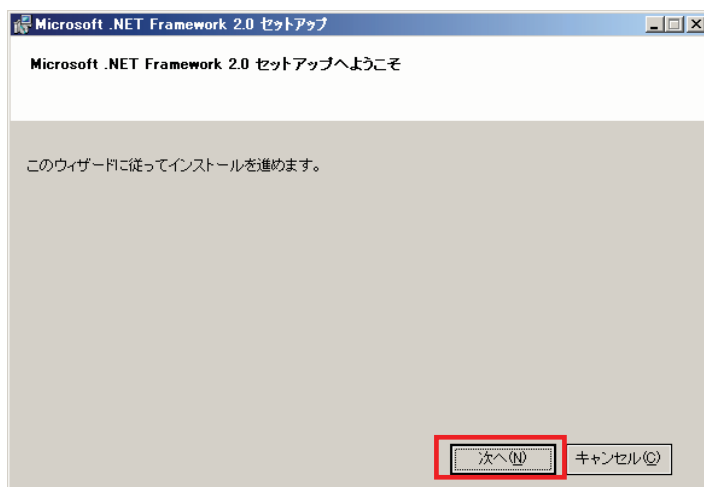 Microsoft .NET Framework 2.0 セットアップ
Microsoft .NET Framework 2.0 セットアップへようこそ
このウィザードに従ってインストールを進めます。
次へ(N)
キャンセル(C)